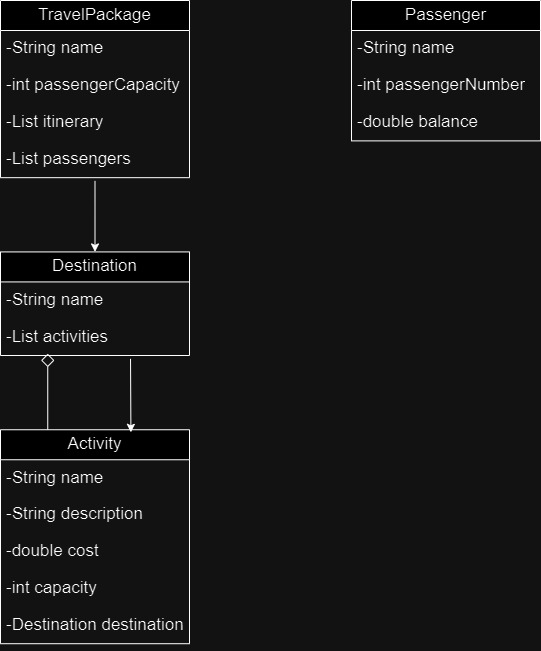 TravelPackage
-String name
-int passengerCapacity
-List itinerary
-List passengers
Passenger
-String name
-int passengerNumber
-double balance
Destination
-String name
-List activities
Activity
-String name
-String description
-double cost
-int capacity
-Destination destination